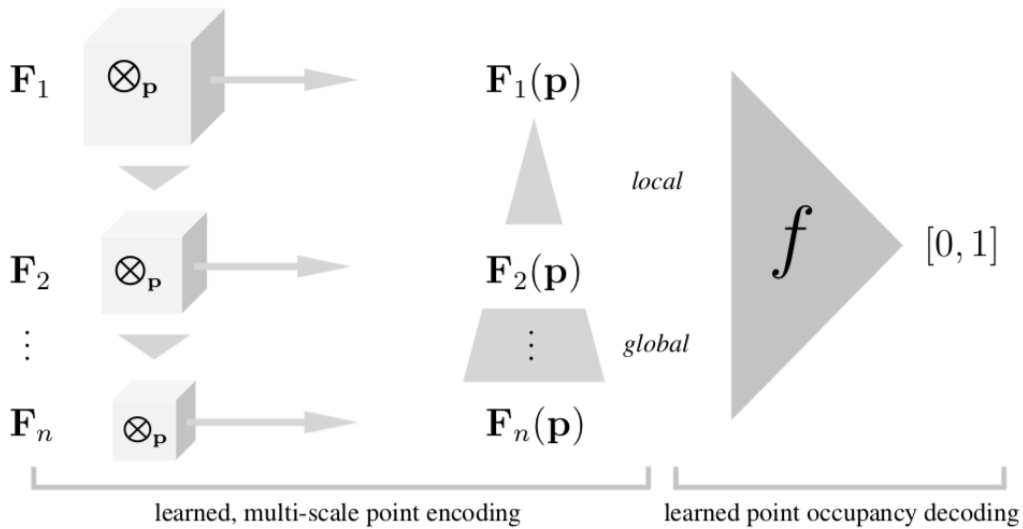 F₁ ⊗ₚ F₁(p)
local
f
[0, 1]
F₂ ⊗ₚ F₂(p)
⋮ ⋮ global
Fₙ ⊗ₚ Fₙ(p)
learned, multi-scale point encoding
learned point occupancy decoding